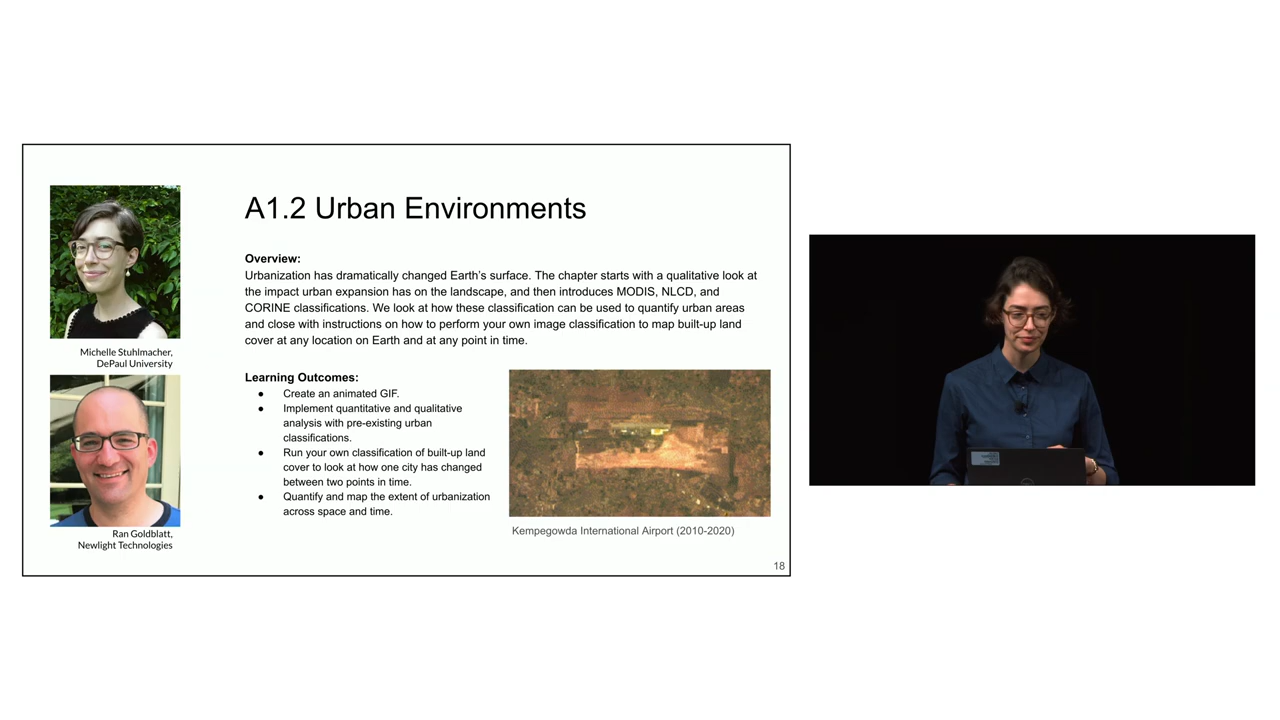 A1.2 Urban Environments
Overview:
Urbanization has dramatically changed Earth's surface. The chapter starts with a qualitative look at
the impact urban expansion has on the landscape, and then introduces MODIS, NLCD, and
CORINE classifications. We look at how these classification can be used to quantify urban areas
and close with instructions on how to perform your own image classification to map built-up land
cover at any location on Earth and at any point in time.
Michelle Stuhlmacher,
DePaul University
Learning Outcomes:
● Create an animated GIF.
● Implement quantitative and qualitative
analysis with pre-existing urban
classifications.
● Run your own classification of built-up land
cover to look at how one city has changed
between two points in time.
● Quantify and map the extent of urbanization
across space and time.
Kempegowda International Airport (2010-2020)
Ran Goldblatt,
Newlight Technologies
18